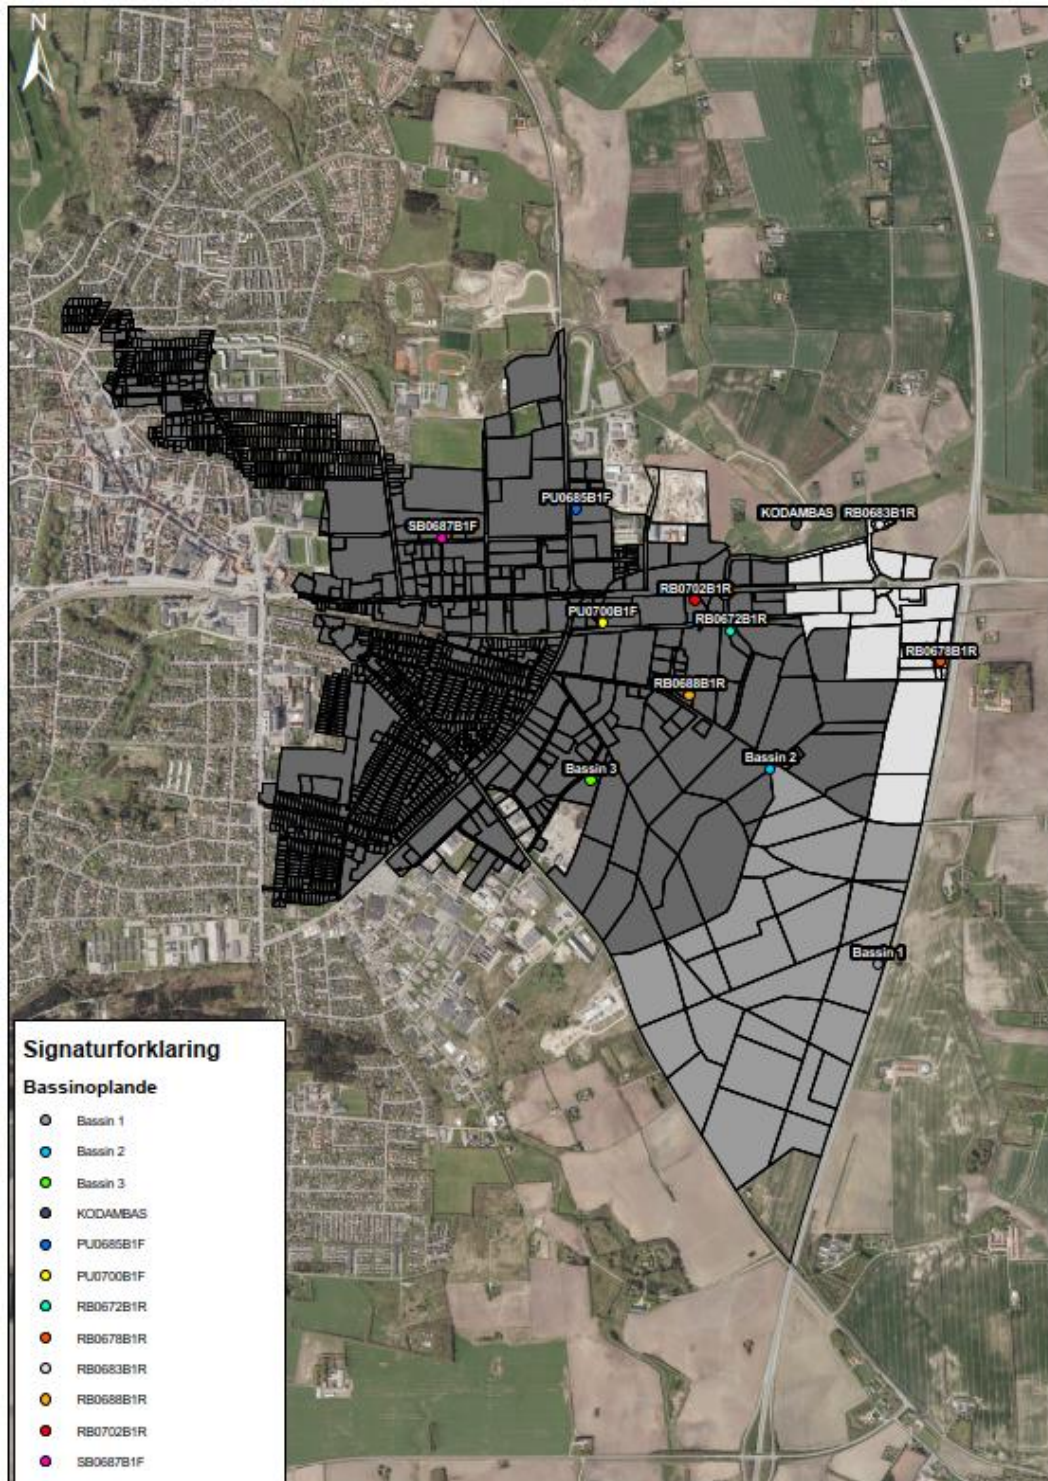 N
PU0685B1F
SB0687B1F
KODAMBAS
RB0683B1R
RB0702B1R
PU0700B1F
RB0672B1R
RB0678B1R
RB0688B1R
Bassin 2
Bassin 3
Bassin 1
Signaturforklaring
Bassinoplande
Bassin 1
Bassin 2
Bassin 3
KODAMBAS
PU0685B1F
PU0700B1F
RB0672B1R
RB0678B1R
RB0683B1R
RB0688B1R
RB0702B1R
SB0687B1F